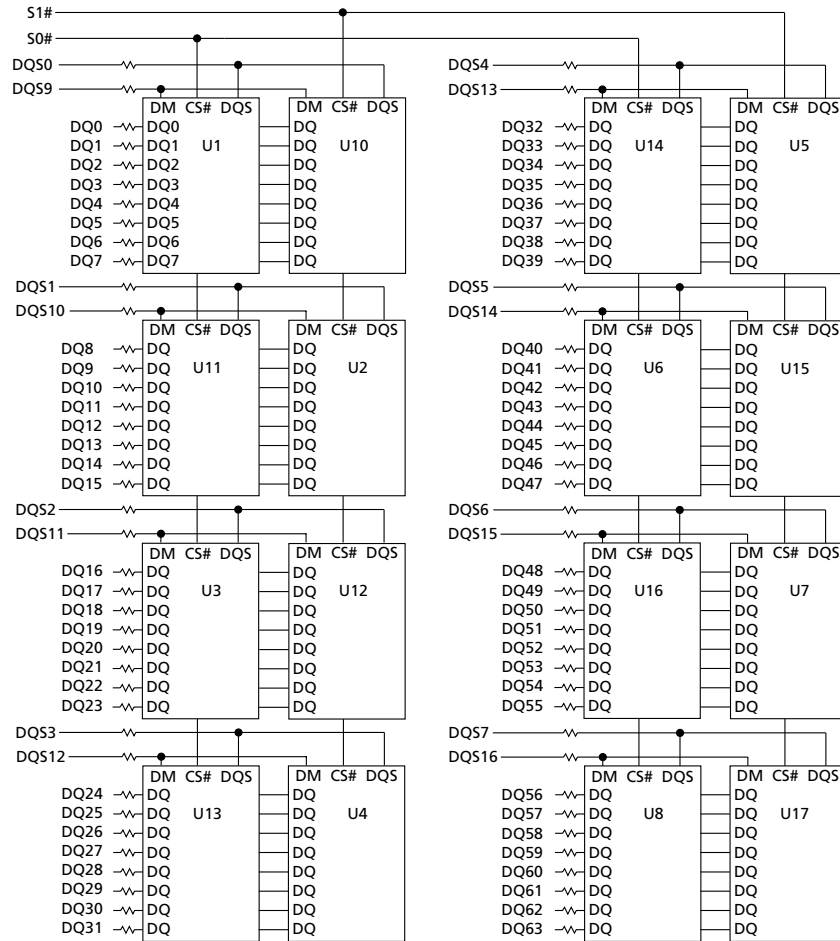 S1#
S0#
DQS0 DQS4
DQS9 DQS13
DM CS# DQS DM CS# DQS DM CS# DQS DM CS# DQS
DQ0 DQ0 DQ DQ32 DQ DQ
DQ1 DQ1 U1 DQ U10 DQ33 DQ U14 DQ U5
DQ2 DQ2 DQ DQ34 DQ DQ
DQ3 DQ3 DQ DQ35 DQ DQ
DQ4 DQ4 DQ DQ36 DQ DQ
DQ5 DQ5 DQ DQ37 DQ DQ
DQ6 DQ6 DQ DQ38 DQ DQ
DQ7 DQ7 DQ DQ39 DQ DQ
DQS1 DQS5
DQS10 DQS14
DM CS# DQS DM CS# DQS DM CS# DQS DM CS# DQS
DQ8 DQ DQ DQ40 DQ DQ
DQ9 DQ U11 DQ U2 DQ41 DQ U6 DQ U15
DQ10 DQ DQ DQ42 DQ DQ
DQ11 DQ DQ DQ43 DQ DQ
DQ12 DQ DQ DQ44 DQ DQ
DQ13 DQ DQ DQ45 DQ DQ
DQ14 DQ DQ DQ46 DQ DQ
DQ15 DQ DQ DQ47 DQ DQ
DQS2 DQS6
DQS11 DQS15
DM CS# DQS DM CS# DQS DM CS# DQS DM CS# DQS
DQ16 DQ DQ DQ48 DQ DQ
DQ17 DQ U3 DQ U12 DQ49 DQ U16 DQ U7
DQ18 DQ DQ DQ50 DQ DQ
DQ19 DQ DQ DQ51 DQ DQ
DQ20 DQ DQ DQ52 DQ DQ
DQ21 DQ DQ DQ53 DQ DQ
DQ22 DQ DQ DQ54 DQ DQ
DQ23 DQ DQ DQ55 DQ DQ
DQS3 DQS7
DQS12 DQS16
DM CS# DQS DM CS# DQS DM CS# DQS DM CS# DQS
DQ24 DQ DQ DQ56 DQ DQ
DQ25 DQ U13 DQ U4 DQ57 DQ U8 DQ U17
DQ26 DQ DQ DQ58 DQ DQ
DQ27 DQ DQ DQ59 DQ DQ
DQ28 DQ DQ DQ60 DQ DQ
DQ29 DQ DQ DQ61 DQ DQ
DQ30 DQ DQ DQ62 DQ DQ
DQ31 DQ DQ DQ63 DQ DQ